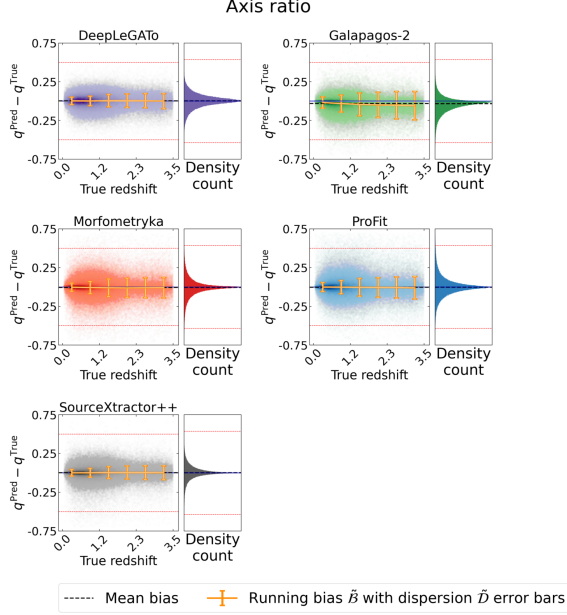 Axis ratio
DeepLeGATo
0.75
0.25
-0.25
-0.75
q^Pred − q^True
0.0
1.2
2.3
3.5
True redshift
Density
count
Galapagos-2
0.75
0.25
-0.25
-0.75
q^Pred − q^True
0.0
1.2
2.3
3.5
True redshift
Density
count
Morfometryka
0.75
0.25
-0.25
-0.75
q^Pred − q^True
0.0
1.2
2.3
3.5
True redshift
Density
count
ProFit
0.75
0.25
-0.25
-0.75
q^Pred − q^True
0.0
1.2
2.3
3.5
True redshift
Density
count
SourceXtractor++
0.75
0.25
-0.25
-0.75
q^Pred − q^True
0.0
1.2
2.3
3.5
True redshift
Density
count
Mean bias
Running bias B̃ with dispersion D̃ error bars